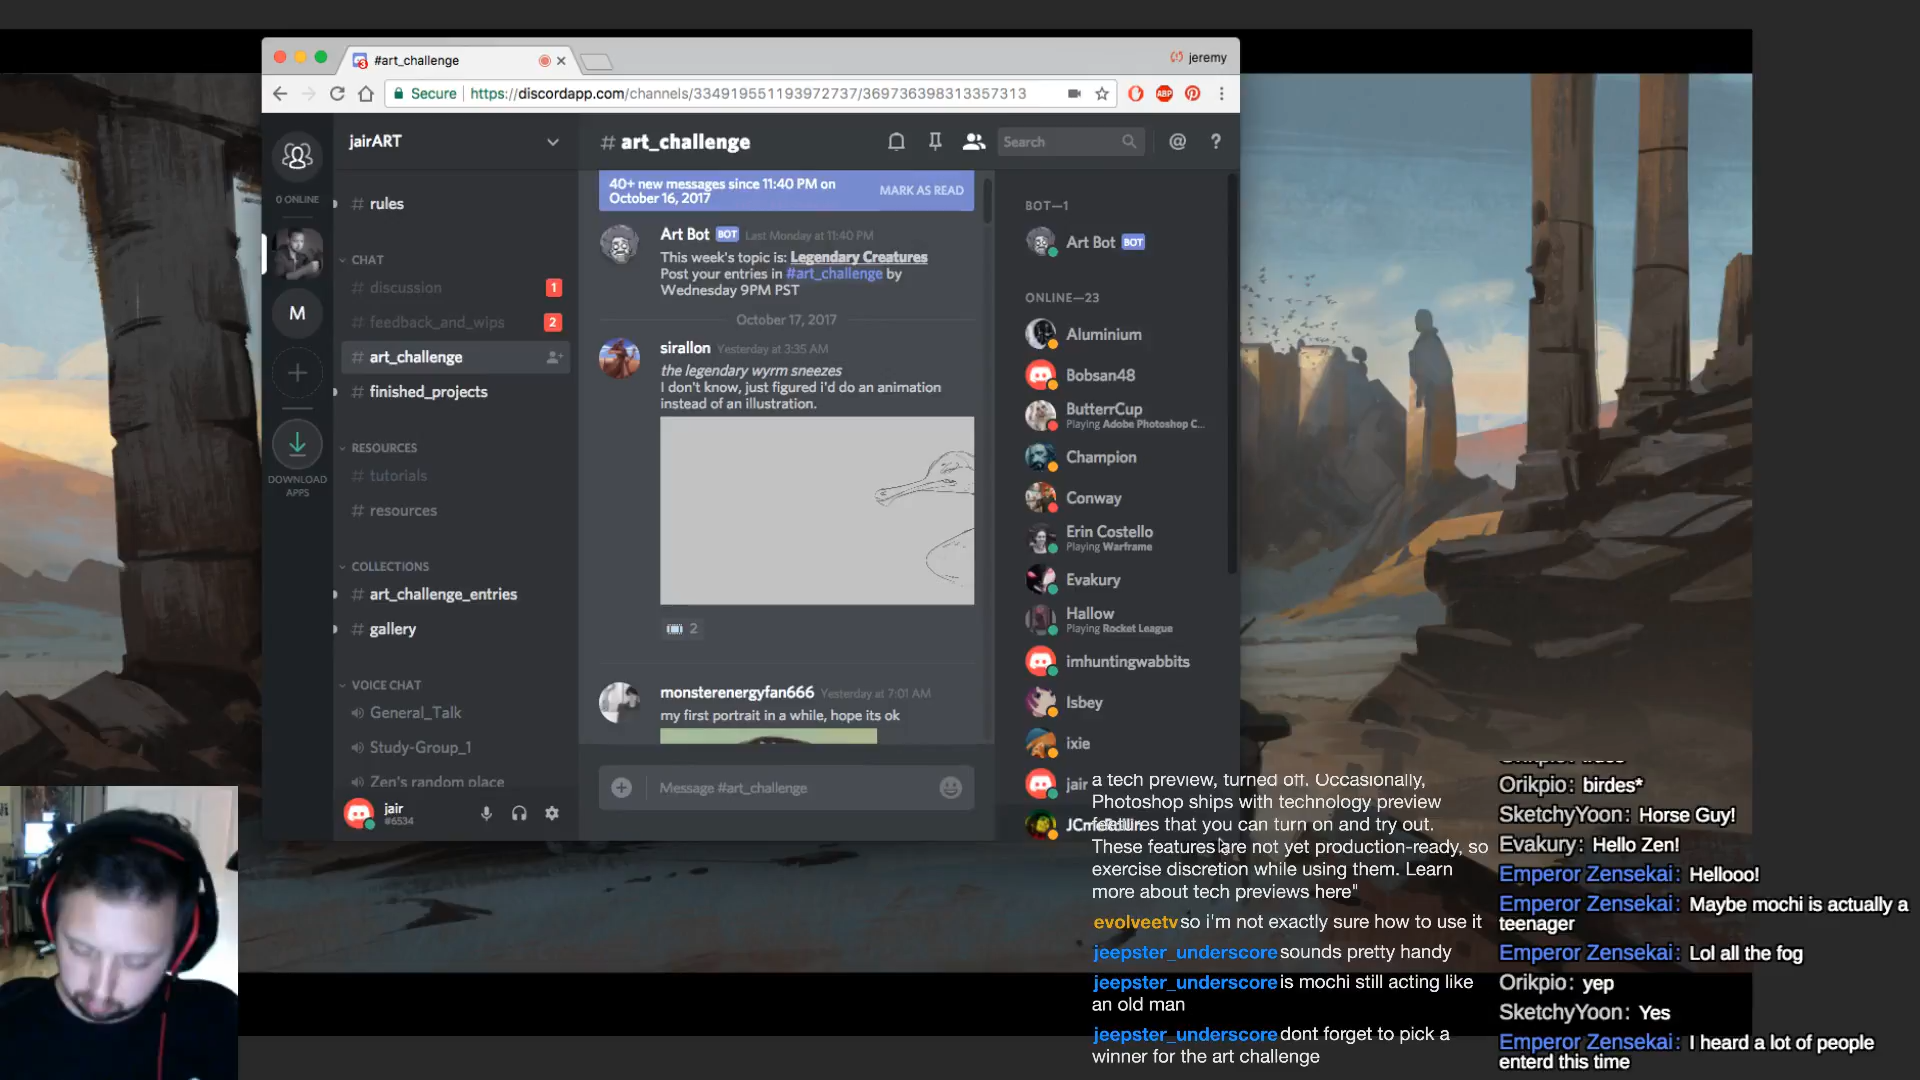 #art_challenge
jeremy
Secure
https://discordapp.com/channels/334919551193972737/369736398313357313
ABP
0 ONLINE
M
DOWNLOAD
APPS
jairART
# rules
CHAT
# discussion
1
# feedback_and_wips
2
# art_challenge
# finished_projects
RESOURCES
# tutorials
# resources
COLLECTIONS
# art_challenge_entries
# gallery
VOICE CHAT
General_Talk
Study-Group_1
Zen's random place
jair
#6534
# art_challenge
Search
@
?
40+ new messages since 11:40 PM on
October 16, 2017
MARK AS READ
Art Bot BOT Last Monday at 11:40 PM
This week's topic is: Legendary Creatures
Post your entries in #art_challenge by
Wednesday 9PM PST
October 17, 2017
sirallon Yesterday at 3:35 AM
the legendary wyrm sneezes
I don't know, just figured i'd do an animation
instead of an illustration.
2
monsterenergyfan666 Yesterday at 7:01 AM
my first portrait in a while, hope its ok
Message #art_challenge
BOT—1
Art Bot BOT
ONLINE—23
Aluminium
Bobsan48
ButterrCup
Playing Adobe Photoshop C...
Champion
Conway
Erin Costello
Playing Warframe
Evakury
Hallow
Playing Rocket League
imhuntingwabbits
Isbey
ixie
jair
a tech preview, turned off. Occasionally,
Photoshop ships with technology preview
features that you can turn on and try out.
These features are not yet production-ready, so
exercise discretion while using them. Learn
more about tech previews here"
evolveetv so i'm not exactly sure how to use it
jeepster_underscore sounds pretty handy
jeepster_underscore is mochi still acting like
an old man
jeepster_underscore dont forget to pick a
winner for the art challenge
Orikpio: birdes*
SketchyYoon: Horse Guy!
Evakury: Hello Zen!
Emperor Zensekai: Hellooo!
Emperor Zensekai: Maybe mochi is actually a
teenager
Emperor Zensekai: Lol all the fog
Orikpio: yep
SketchyYoon: Yes
Emperor Zensekai: I heard a lot of people
enterd this time